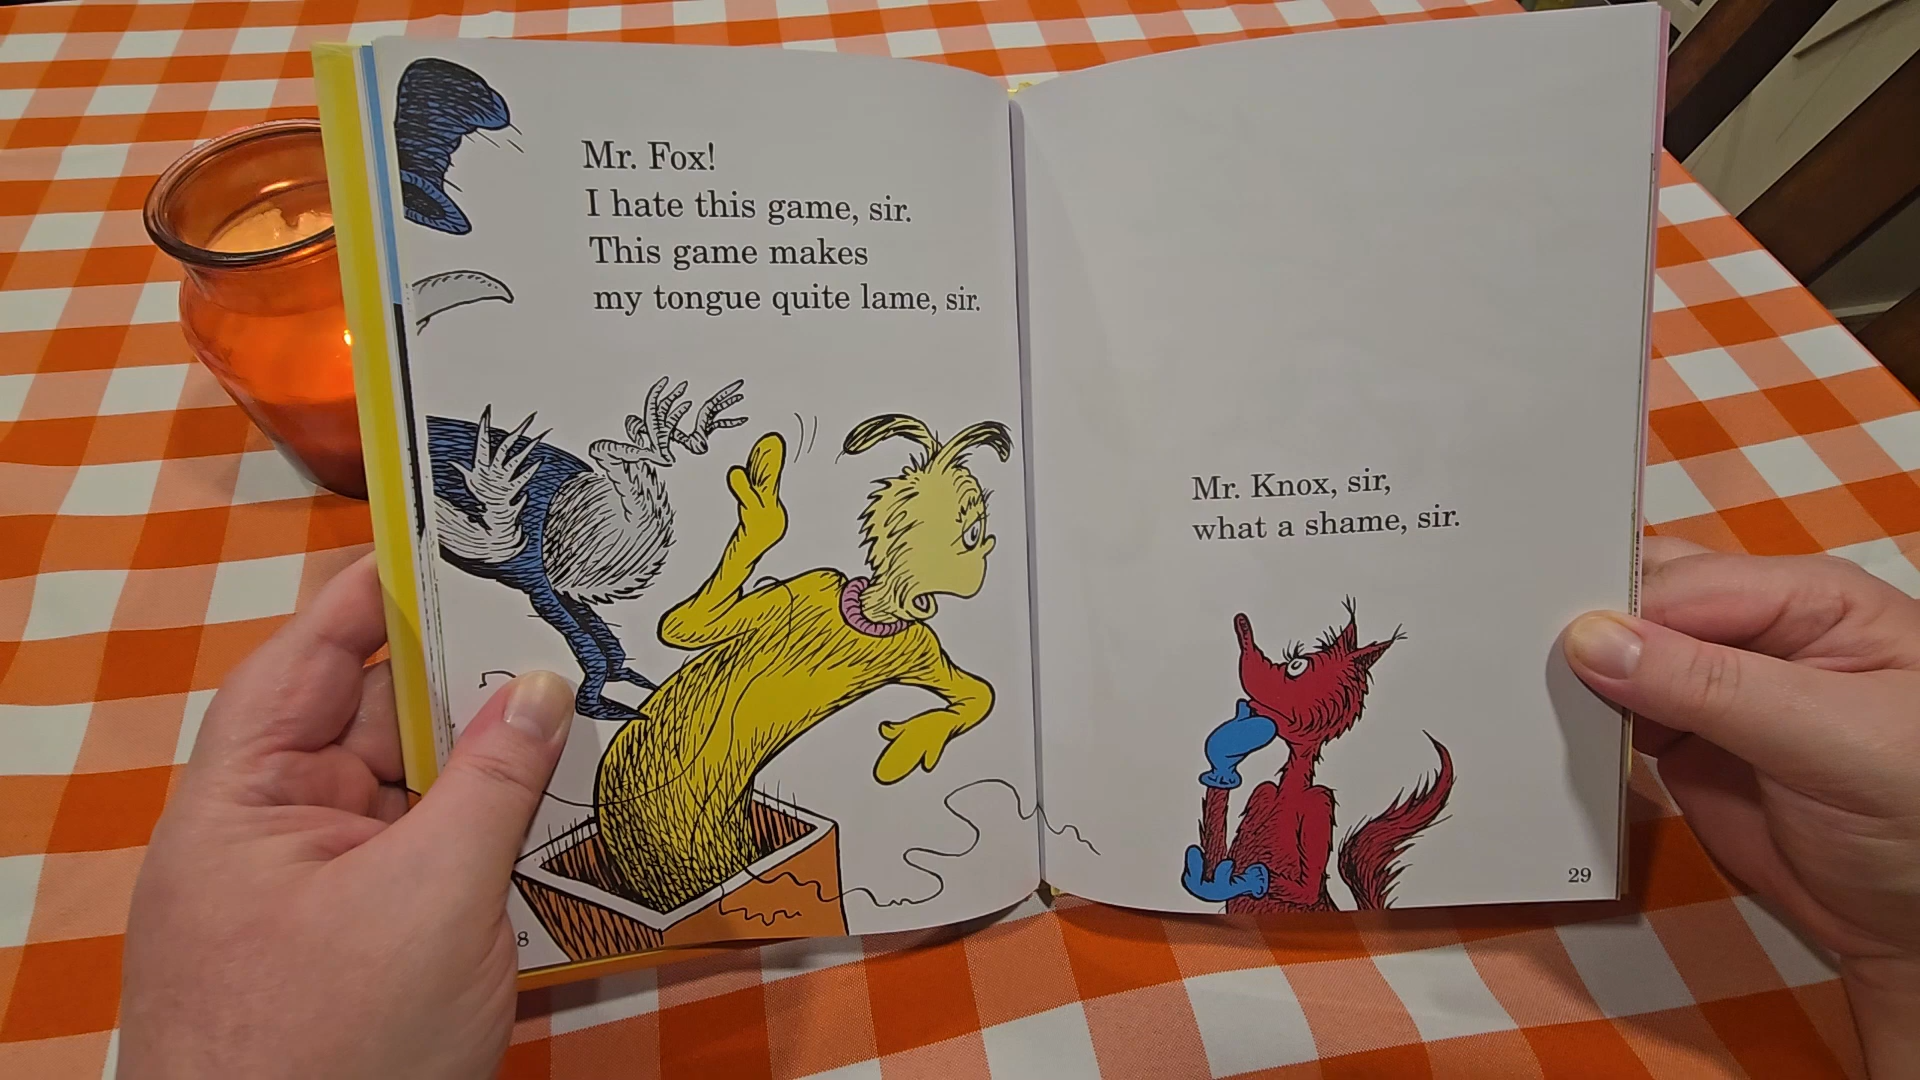 Mr. Fox!
I hate this game, sir.
This game makes
my tongue quite lame, sir.
8
Mr. Knox, sir,
what a shame, sir.
29